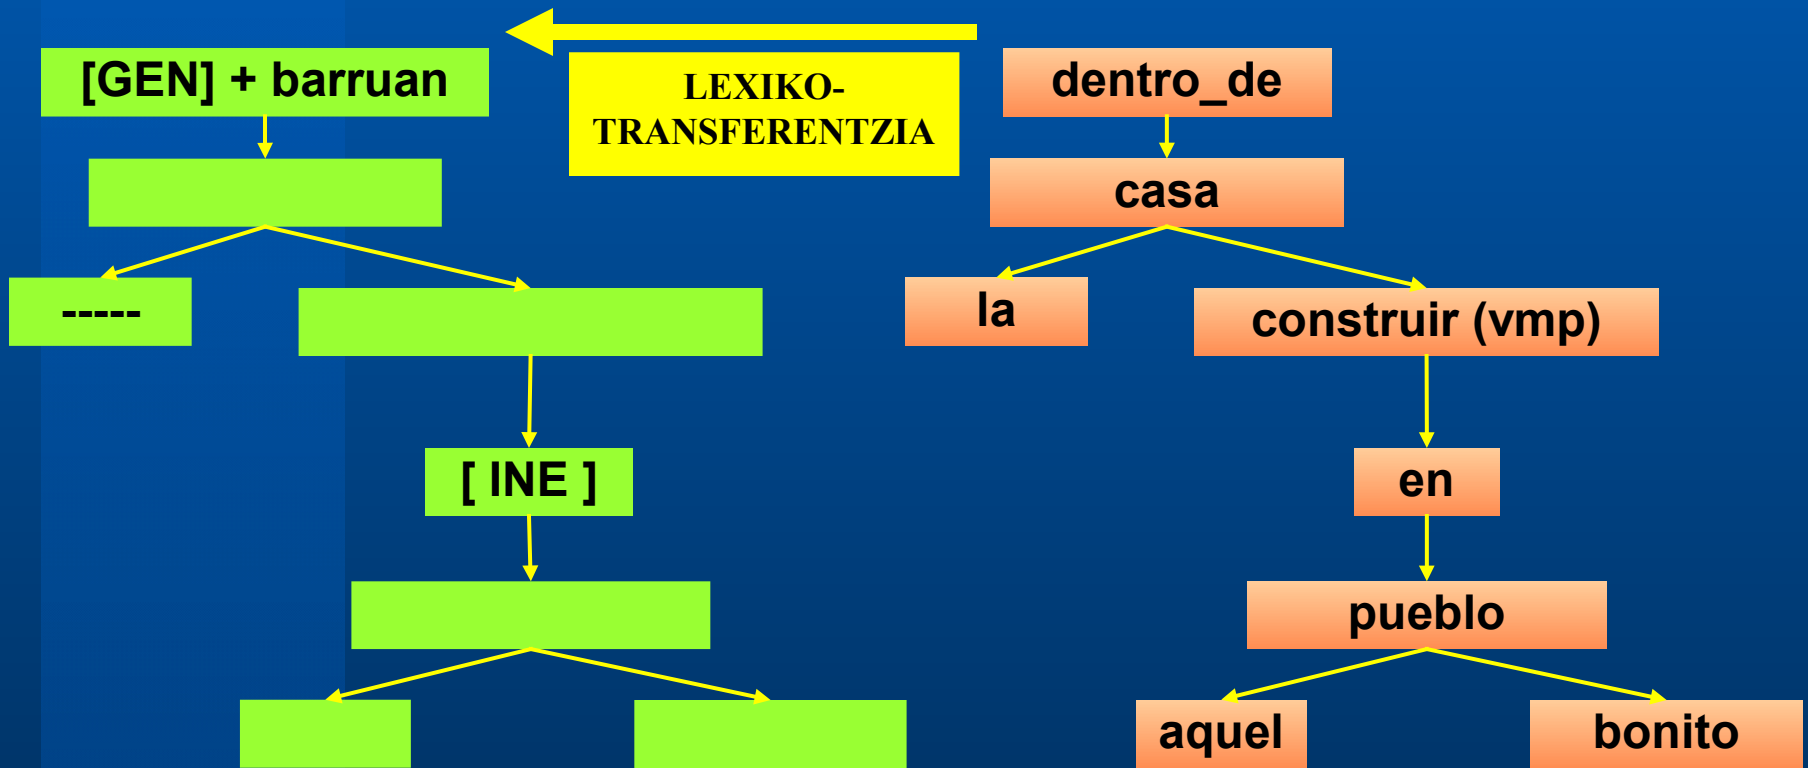 [GEN] + barruan
LEXIKO-
TRANSFERENTZIA
dentro_de
casa
-----
la
construir (vmp)
[ INE ]
en
pueblo
aquel
bonito